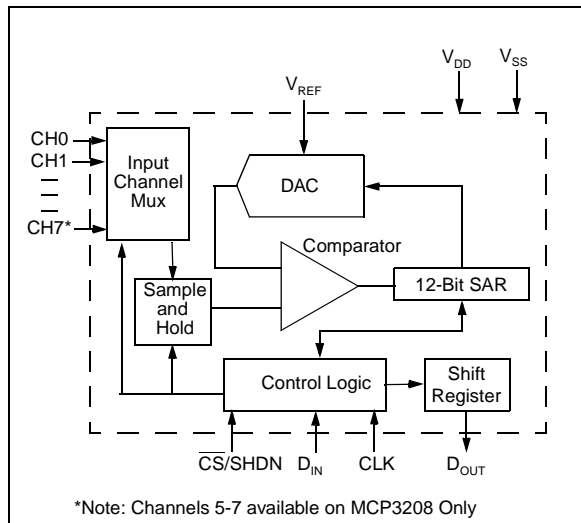 V_DD V_SS
V_REF
CH0
CH1
CH7*
Input
Channel
Mux
DAC
Comparator
Sample
and
Hold
12-Bit SAR
Control Logic
Shift
Register
C̅S̅/SHDN D_IN CLK D_OUT
*Note: Channels 5-7 available on MCP3208 Only